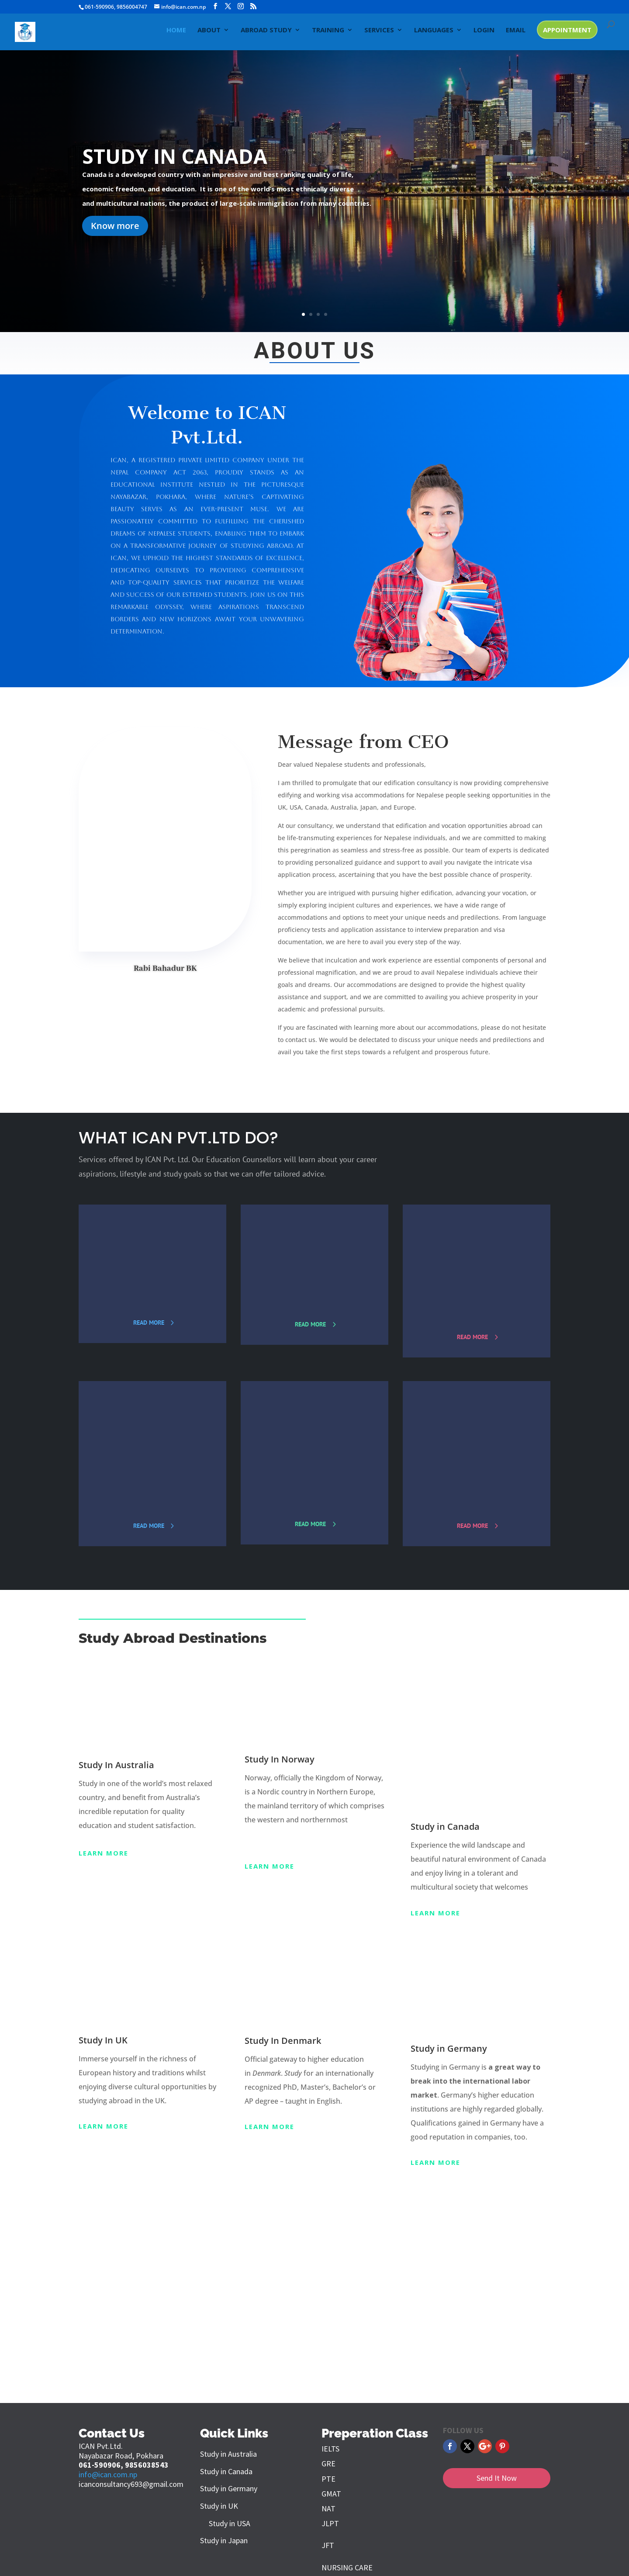 061-590906, 9856004747 info@ican.com.np
HOME ABOUT ABROAD STUDY TRAINING SERVICES LANGUAGES LOGIN EMAIL APPOINTMENT
STUDY IN CANADA
Canada is a developed country with an impressive and best ranking quality of life,
economic freedom, and education. It is one of the world's most ethnically diverse
and multicultural nations, the product of large-scale immigration from many countries.
Know more
ABOUT US
Welcome to ICAN
Pvt.Ltd.
ICAN, A REGISTERED PRIVATE LIMITED COMPANY UNDER THE
NEPAL COMPANY ACT 2063, PROUDLY STANDS AS AN
EDUCATIONAL INSTITUTE NESTLED IN THE PICTURESQUE
NAYABAZAR, POKHARA, WHERE NATURE'S CAPTIVATING
BEAUTY SERVES AS AN EVER-PRESENT MUSE. WE ARE
PASSIONATELY COMMITTED TO FULFILLING THE CHERISHED
DREAMS OF NEPALESE STUDENTS, ENABLING THEM TO EMBARK
ON A TRANSFORMATIVE JOURNEY OF STUDYING ABROAD. AT
ICAN, WE UPHOLD THE HIGHEST STANDARDS OF EXCELLENCE,
DEDICATING OURSELVES TO PROVIDING COMPREHENSIVE
AND TOP-QUALITY SERVICES THAT PRIORITIZE THE WELFARE
AND SUCCESS OF OUR ESTEEMED STUDENTS. JOIN US ON THIS
REMARKABLE ODYSSEY, WHERE ASPIRATIONS TRANSCEND
BORDERS AND NEW HORIZONS AWAIT YOUR UNWAVERING
DETERMINATION.
Message from CEO
Dear valued Nepalese students and professionals,
I am thrilled to promulgate that our edification consultancy is now providing comprehensive
edifying and working visa accommodations for Nepalese people seeking opportunities in the
UK, USA, Canada, Australia, Japan, and Europe.
At our consultancy, we understand that edification and vocation opportunities abroad can
be life-transmuting experiences for Nepalese individuals, and we are committed to making
this peregrination as seamless and stress-free as possible. Our team of experts is dedicated
to providing personalized guidance and support to avail you navigate the intricate visa
application process, ascertaining that you have the best possible chance of prosperity.
Whether you are intrigued with pursuing higher edification, advancing your vocation, or
simply exploring incipient cultures and experiences, we have a wide range of
accommodations and options to meet your unique needs and predilections. From language
proficiency tests and application assistance to interview preparation and visa
documentation, we are here to avail you every step of the way.
We believe that inculcation and work experience are essential components of personal and
professional magnification, and we are proud to avail Nepalese individuals achieve their
goals and dreams. Our accommodations are designed to provide the highest quality
assistance and support, and we are committed to availing you achieve prosperity in your
academic and professional pursuits.
If you are fascinated with learning more about our accommodations, please do not hesitate
to contact us. We would be delectated to discuss your unique needs and predilections and
avail you take the first steps towards a refulgent and prosperous future.
Rabi Bahadur BK
WHAT ICAN PVT.LTD DO?
Services offered by ICAN Pvt. Ltd. Our Education Counsellors will learn about your career
aspirations, lifestyle and study goals so that we can offer tailored advice.
READ MORE
READ MORE
READ MORE
READ MORE
READ MORE
READ MORE
Study Abroad Destinations
Study In Australia
Study in one of the world's most relaxed
country, and benefit from Australia's
incredible reputation for quality
education and student satisfaction.
LEARN MORE
Study In Norway
Norway, officially the Kingdom of Norway,
is a Nordic country in Northern Europe,
the mainland territory of which comprises
the western and northernmost
LEARN MORE
Study in Canada
Experience the wild landscape and
beautiful natural environment of Canada
and enjoy living in a tolerant and
multicultural society that welcomes
LEARN MORE
Study In UK
Immerse yourself in the richness of
European history and traditions whilst
enjoying diverse cultural opportunities by
studying abroad in the UK.
LEARN MORE
Study In Denmark
Official gateway to higher education
in Denmark. Study for an internationally
recognized PhD, Master's, Bachelor's or
AP degree – taught in English.
LEARN MORE
Study in Germany
Studying in Germany is a great way to
break into the international labor
market. Germany's higher education
institutions are highly regarded globally.
Qualifications gained in Germany have a
good reputation in companies, too.
LEARN MORE
Contact Us
ICAN Pvt.Ltd.
Nayabazar Road, Pokhara
061-590906, 9856038543
info@ican.com.np
icanconsultancy693@gmail.com
Quick Links
Study in Australia
Study in Canada
Study in Germany
Study in UK
Study in USA
Study in Japan
Preperation Class
IELTS
GRE
PTE
GMAT
NAT
JLPT
JFT
NURSING CARE
FOLLOW US
Send It Now